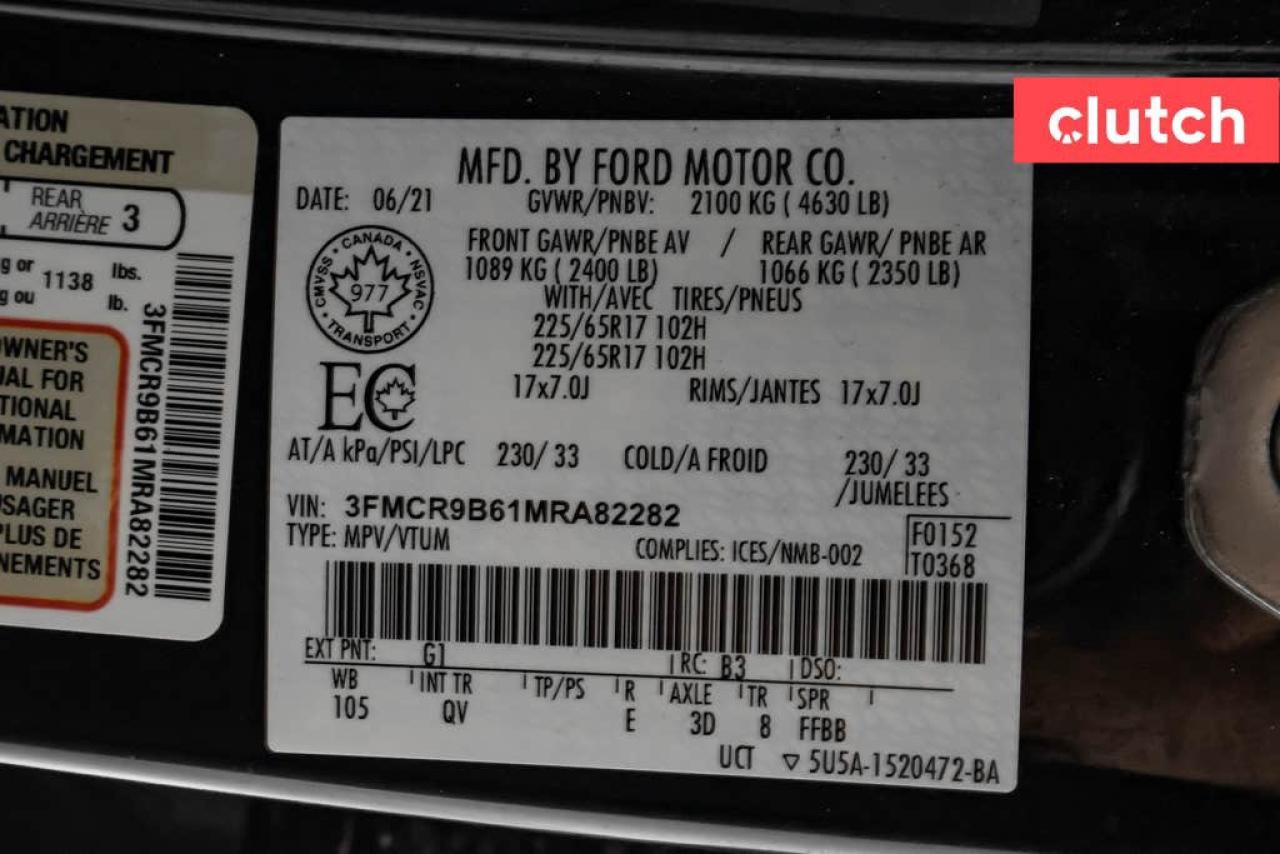 clutch
ATION
CHARGEMENT
REAR
ARRIÈRE 3
g or 1138 lbs.
g ou lb.
OWNER'S
UAL FOR
TIONAL
MATION
MANUEL
USAGER
PLUS DE
NEMENTS
3FMCR9B61MRA82282
MFD. BY FORD MOTOR CO.
DATE: 06/21 GVWR/PNBV: 2100 KG ( 4630 LB)
FRONT GAWR/PNBE AV / REAR GAWR/ PNBE AR
1089 KG ( 2400 LB) 1066 KG ( 2350 LB)
WITH/AVEC TIRES/PNEUS
225/65R17 102H
225/65R17 102H
17x7.0J RIMS/JANTES 17x7.0J
CANADA
CMVSS 977 NSVAC
TRANSPORT
EC
AT/A kPa/PSI/LPC 230/ 33 COLD/A FROID 230/ 33
/JUMELEES
VIN: 3FMCR9B61MRA82282
TYPE: MPV/VTUM COMPLIES: ICES/NMB-002
F0152
T0368
EXT PNT: G1 RC: B3 DSO:
WB INT TR TP/PS R AXLE TR SPR
105 QV E 3D 8 FFBB
UCT ▽ 5U5A-1520472-BA